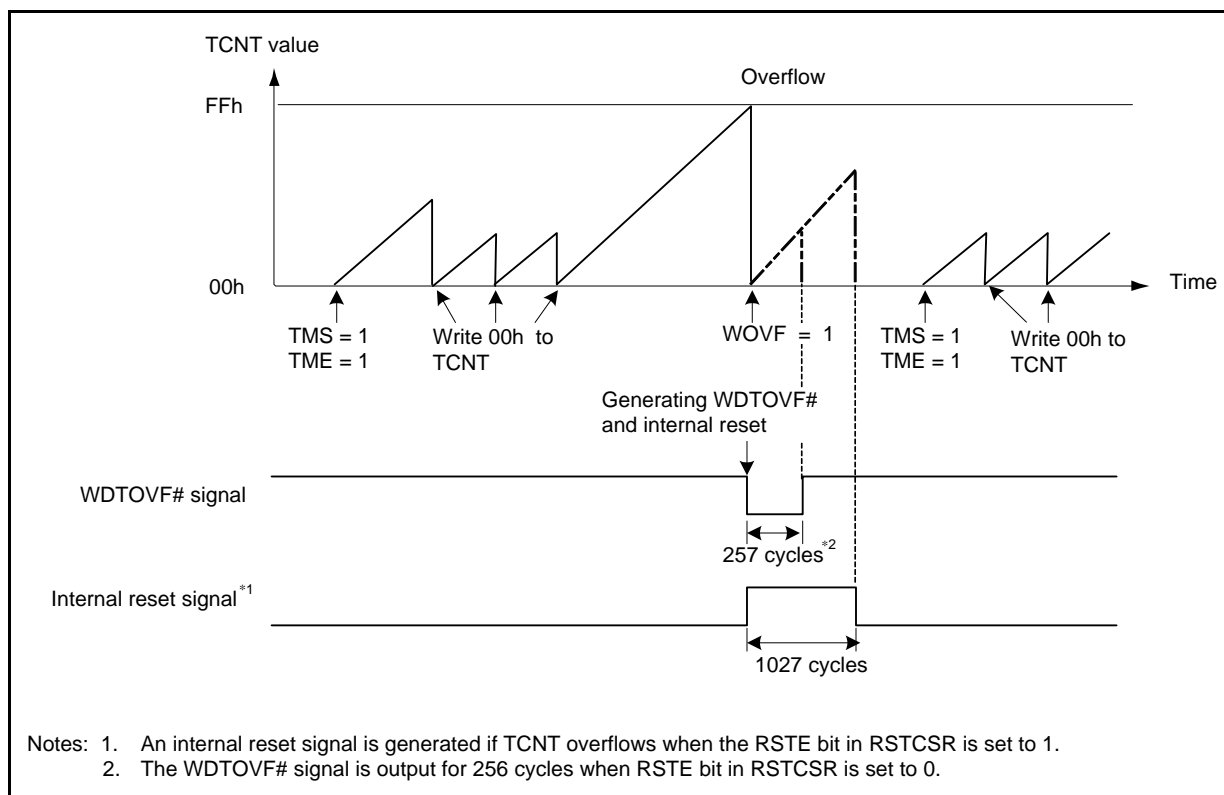 TCNT value
Overflow
FFh
00h
Time
TMS = 1
TME = 1
Write 00h to
TCNT
WOVF = 1
TMS = 1
TME = 1
Write 00h to
TCNT
Generating WDTOVF#
and internal reset
WDTOVF# signal
257 cycles*2
Internal reset signal*1
1027 cycles
Notes: 1. An internal reset signal is generated if TCNT overflows when the RSTE bit in RSTCSR is set to 1.
2. The WDTOVF# signal is output for 256 cycles when RSTE bit in RSTCSR is set to 0.